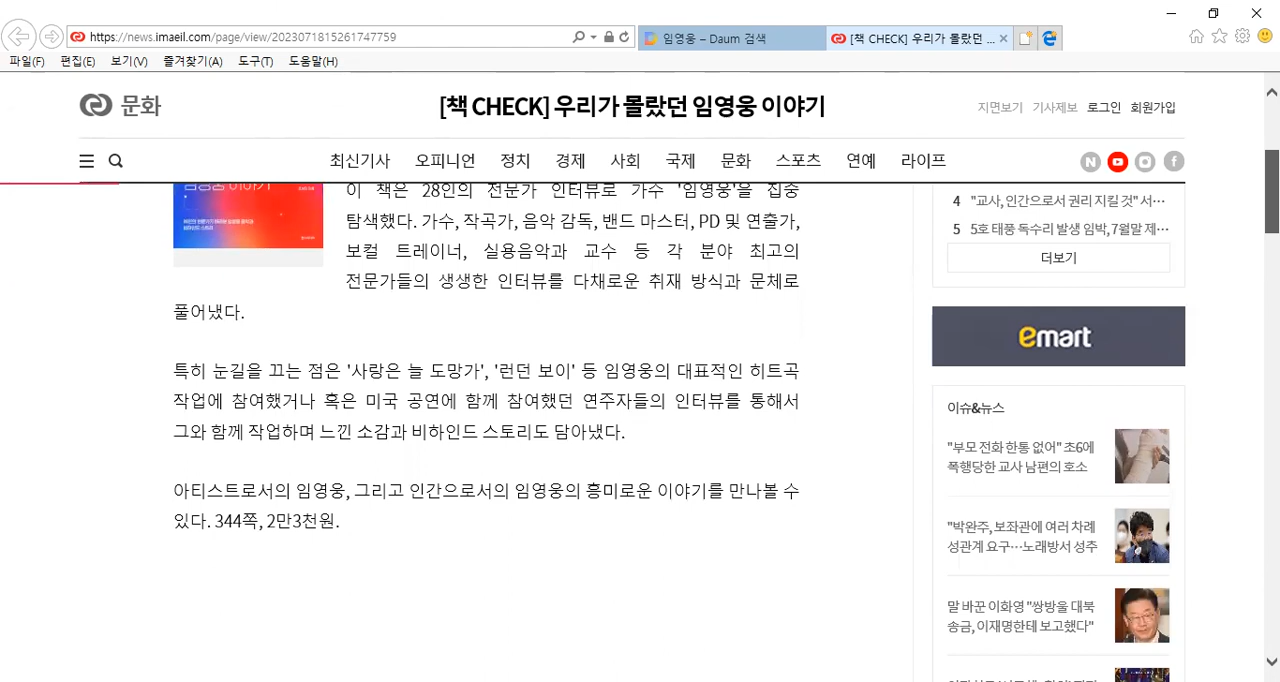 https://news.imaeil.com/page/view/2023071815261747759
임영웅 – Daum 검색
[책 CHECK] 우리가 몰랐던 ...
파일(F) 편집(E) 보기(V) 즐겨찾기(A) 도구(T) 도움말(H)
문화
[책 CHECK] 우리가 몰랐던 임영웅 이야기
지면보기 기사제보 로그인 회원가입
최신기사 오피니언 정치 경제 사회 국제 문화 스포츠 연예 라이프
이 책은 28인의 전문가 인터뷰로 가수 '임영웅'을 집중
탐색했다. 가수, 작곡가, 음악 감독, 밴드 마스터, PD 및 연출가,
보컬 트레이너, 실용음악과 교수 등 각 분야 최고의
전문가들의 생생한 인터뷰를 다채로운 취재 방식과 문체로
풀어냈다.
특히 눈길을 끄는 점은 '사랑은 늘 도망가', '런던 보이' 등 임영웅의 대표적인 히트곡
작업에 참여했거나 혹은 미국 공연에 함께 참여했던 연주자들의 인터뷰를 통해서
그와 함께 작업하며 느낀 소감과 비하인드 스토리도 담아냈다.
아티스트로서의 임영웅, 그리고 인간으로서의 임영웅의 흥미로운 이야기를 만나볼 수
있다. 344쪽, 2만3천원.
4 "교사, 인간으로서 권리 지킬 것" 서…
5 5호 태풍 독수리 발생 임박, 7월말 제…
더보기
emart
이슈&뉴스
"부모 전화 한통 없어" 초6에
폭행당한 교사 남편의 호소
"박완주, 보좌관에 여러 차례
성관계 요구…노래방서 성추
말 바꾼 이화영 "쌍방울 대북
송금, 이재명한테 보고했다"